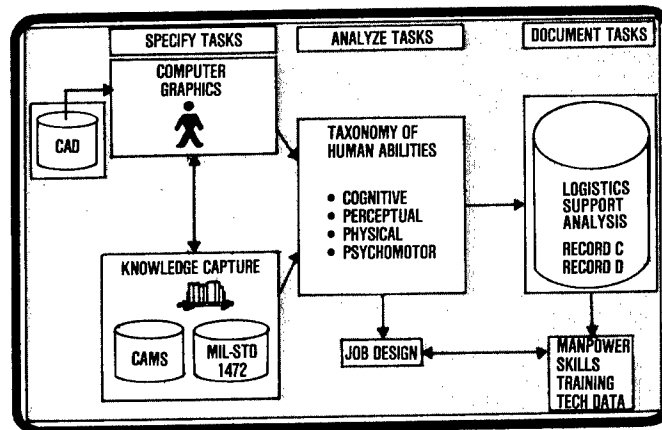 SPECIFY TASKS
ANALYZE TASKS
DOCUMENT TASKS
COMPUTER
GRAPHICS
CAD
TAXONOMY OF
HUMAN ABILITIES
• COGNITIVE
• PERCEPTUAL
• PHYSICAL
• PSYCHOMOTOR
LOGISTICS
SUPPORT
ANALYSIS
RECORD C
RECORD D
KNOWLEDGE CAPTURE
CAMS
MIL-STD
1472
JOB DESIGN
MANPOWER
SKILLS
TRAINING
TECH DATA